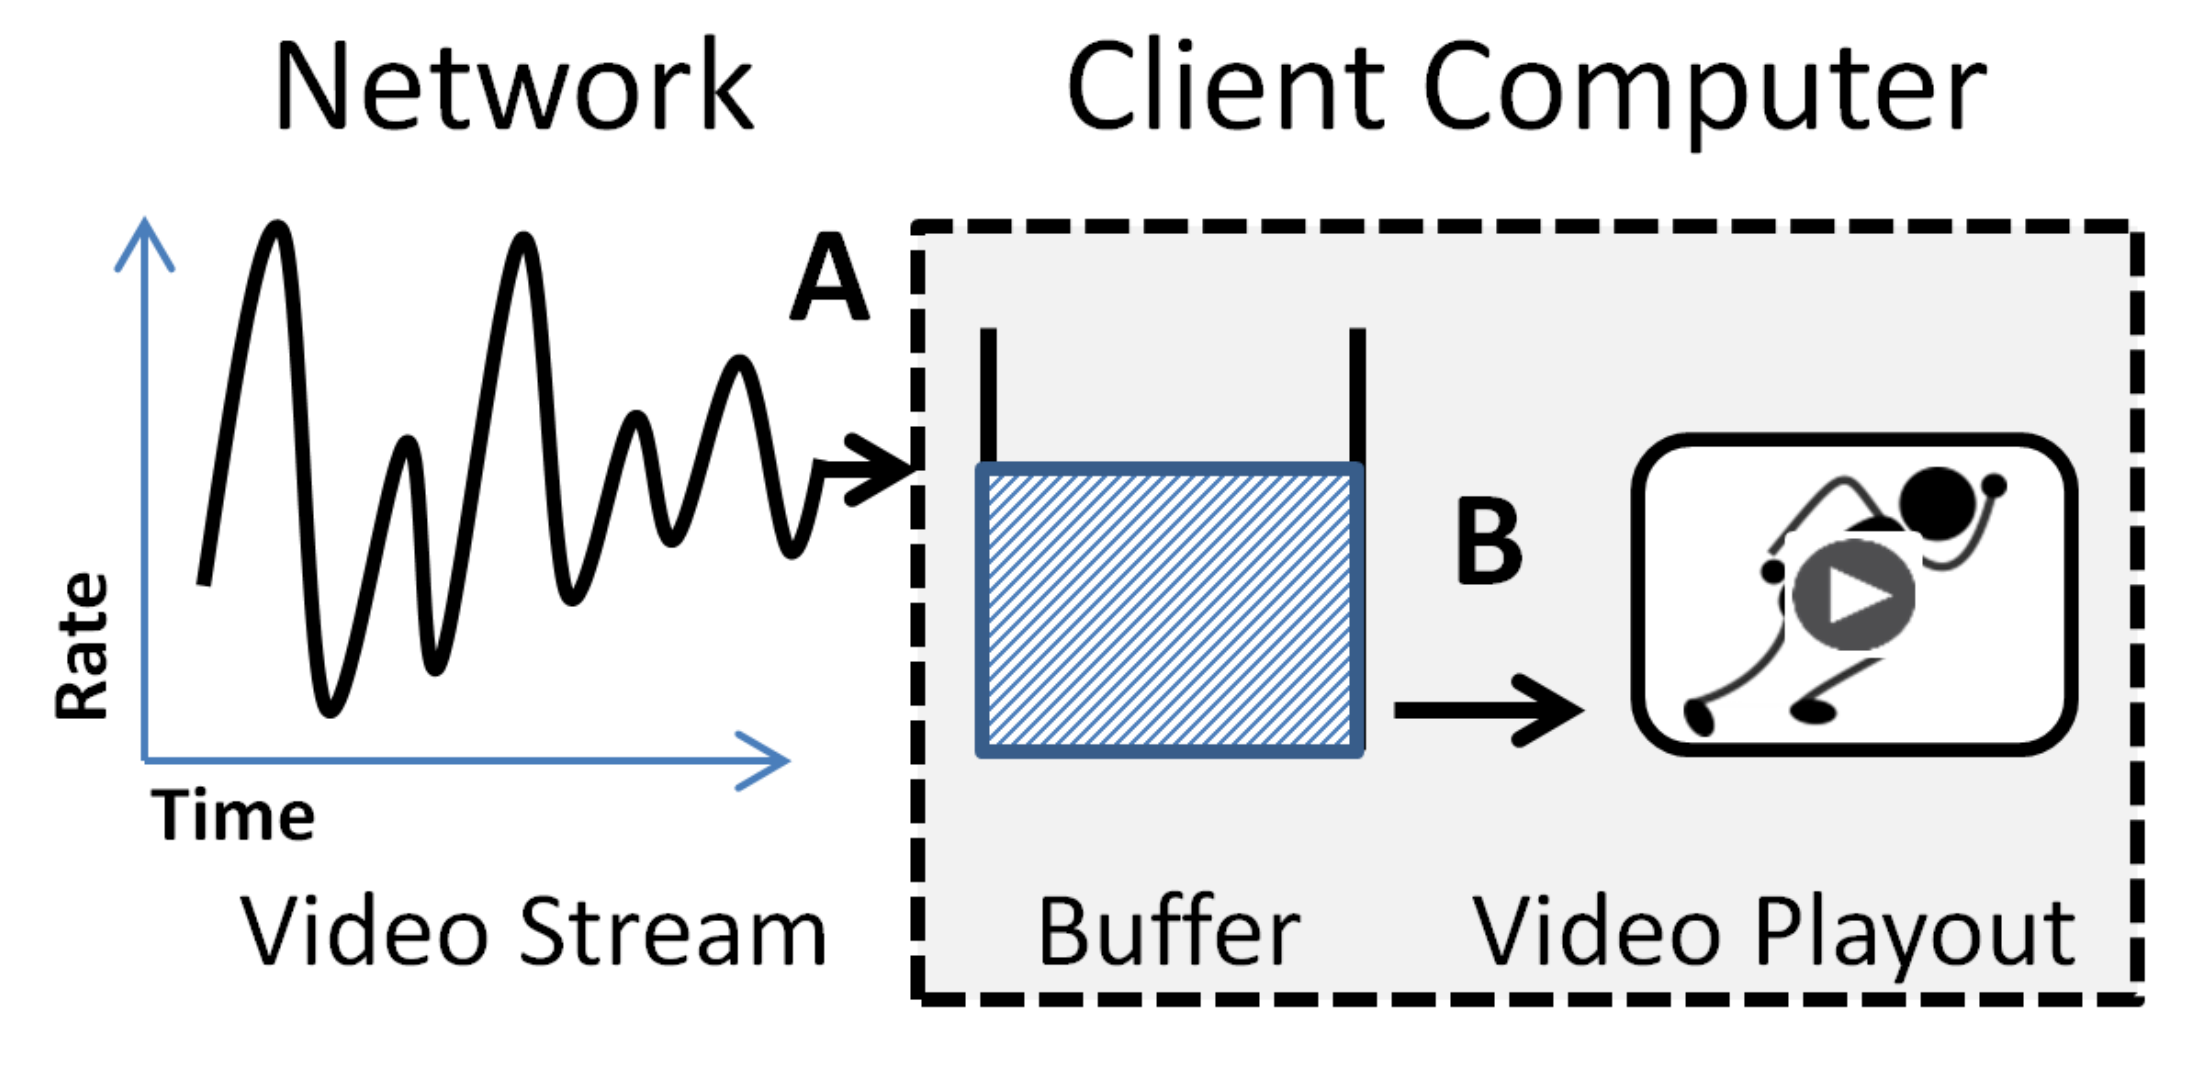 Network
Client Computer
A
B
Rate
Time
Video Stream
Buffer
Video Playout